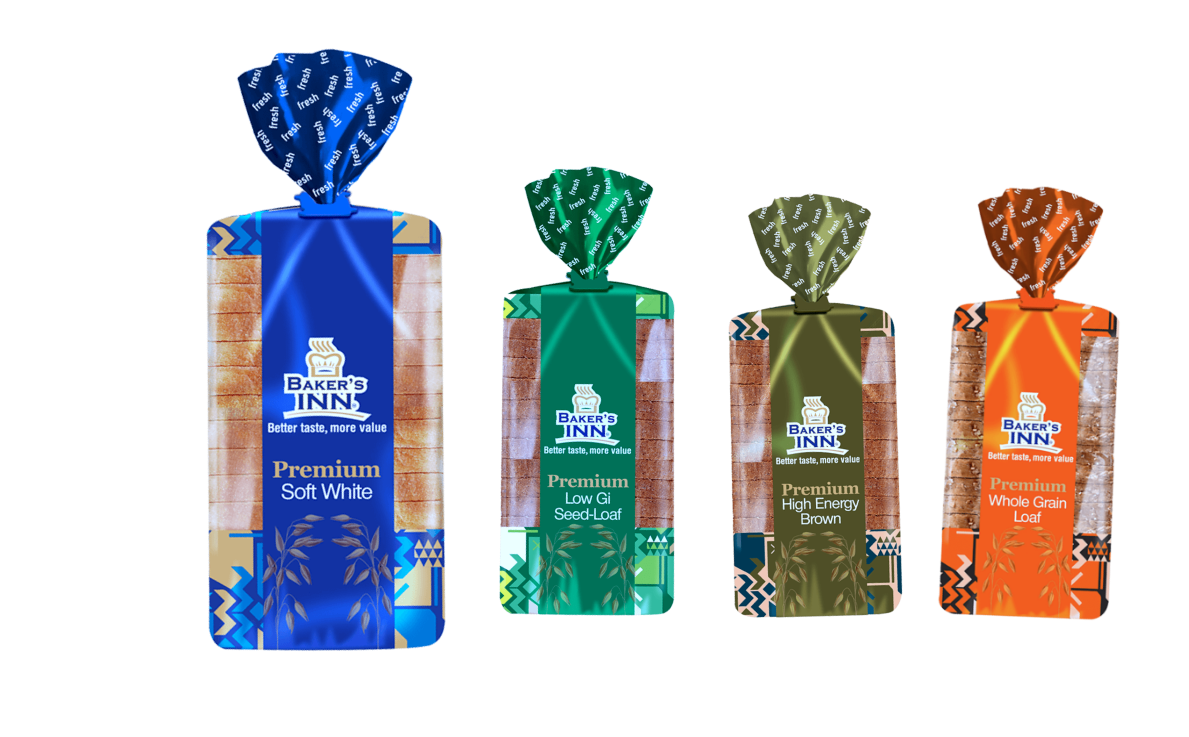 fresh
BAKER'S
INN
Better taste, more value
Premium
Soft White
fresh
BAKER'S
INN
Better taste, more value
Premium
Low Gi
Seed-Loaf
fresh
BAKER'S
INN
Better taste, more value
Premium
High Energy
Brown
fresh
BAKER'S
INN
Better taste, more value
Premium
Whole Grain
Loaf